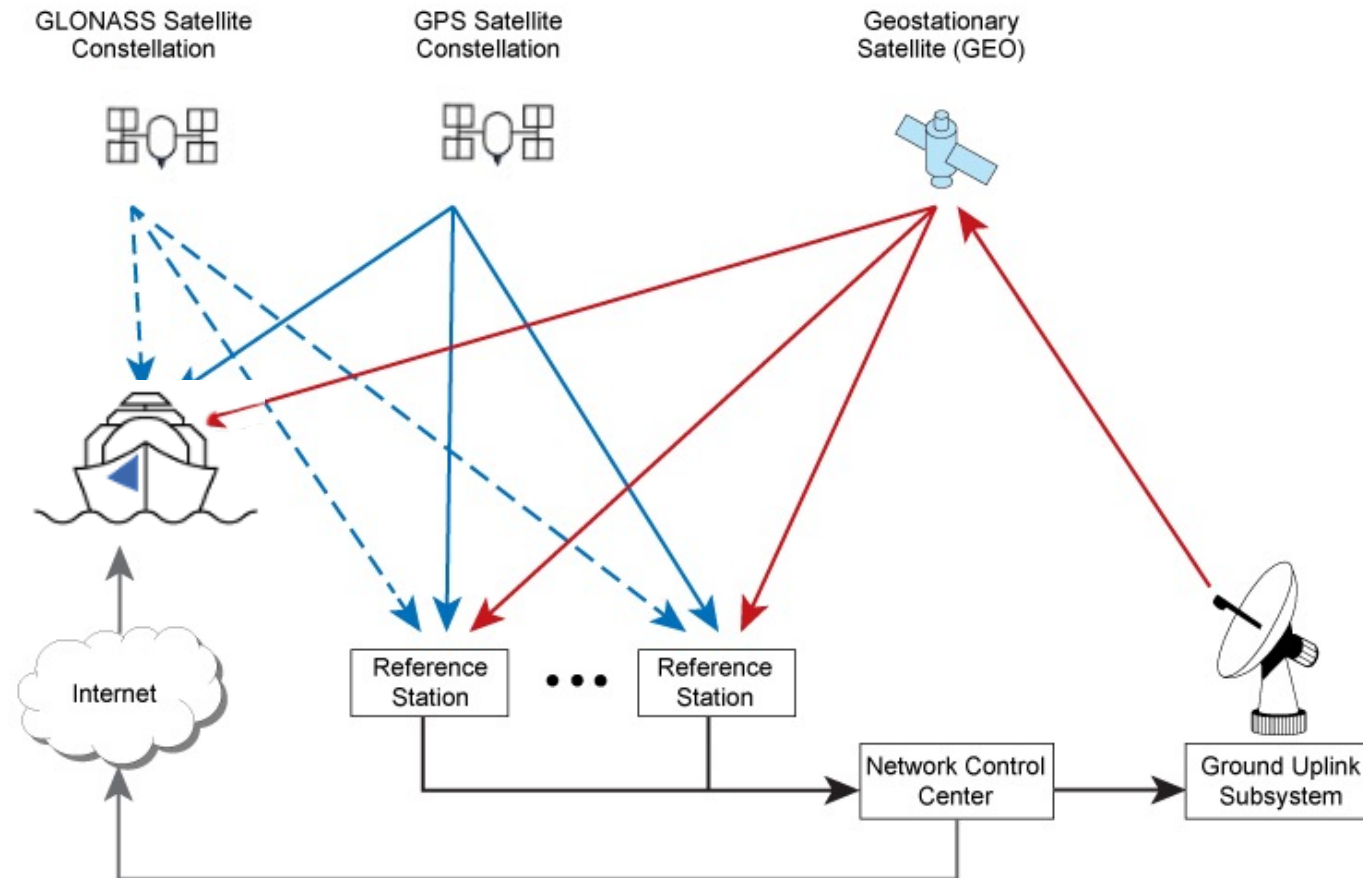 GLONASS Satellite
Constellation
GPS Satellite
Constellation
Geostationary
Satellite (GEO)
Internet
Reference
Station
Reference
Station
Network Control
Center
Ground Uplink
Subsystem